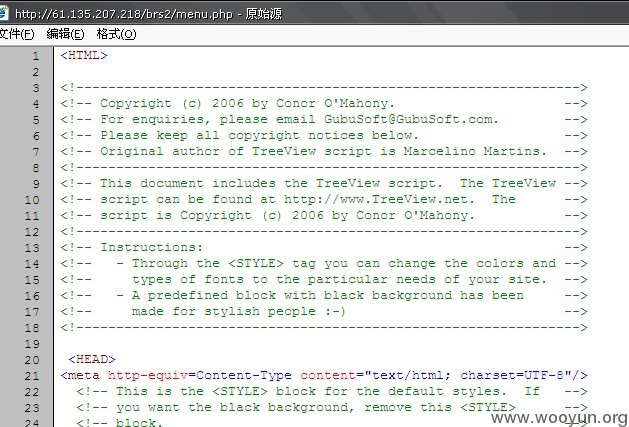 http://61.135.207.218/brs2/menu.php - 原始源
文件(F) 编辑(E) 格式(O)
1 <HTML>
2
3 <!------------------------------------------------------------->
4 <!-- Copyright (c) 2006 by Conor O'Mahony. -->
5 <!-- For enquiries, please email GubuSoft@GubuSoft.com. -->
6 <!-- Please keep all copyright notices below. -->
7 <!-- Original author of TreeView script is Marcelino Martins. -->
8 <!------------------------------------------------------------->
9 <!-- This document includes the TreeView script. The TreeView -->
10 <!-- script can be found at http://www.TreeView.net. The -->
11 <!-- script is Copyright (c) 2006 by Conor O'Mahony. -->
12 <!------------------------------------------------------------->
13 <!-- Instructions: -->
14 <!-- - Through the <STYLE> tag you can change the colors and -->
15 <!-- types of fonts to the particular needs of your site. -->
16 <!-- - A predefined block with black background has been -->
17 <!-- made for stylish people :-) -->
18 <!------------------------------------------------------------->
19
20 <HEAD>
21 <meta http-equiv=Content-Type content="text/html; charset=UTF-8"/>
22 <!-- This is the <STYLE> block for the default styles. If -->
23 <!-- you want the black background, remove this <STYLE> -->
24 <!-- block. -->
www.wooyun.org